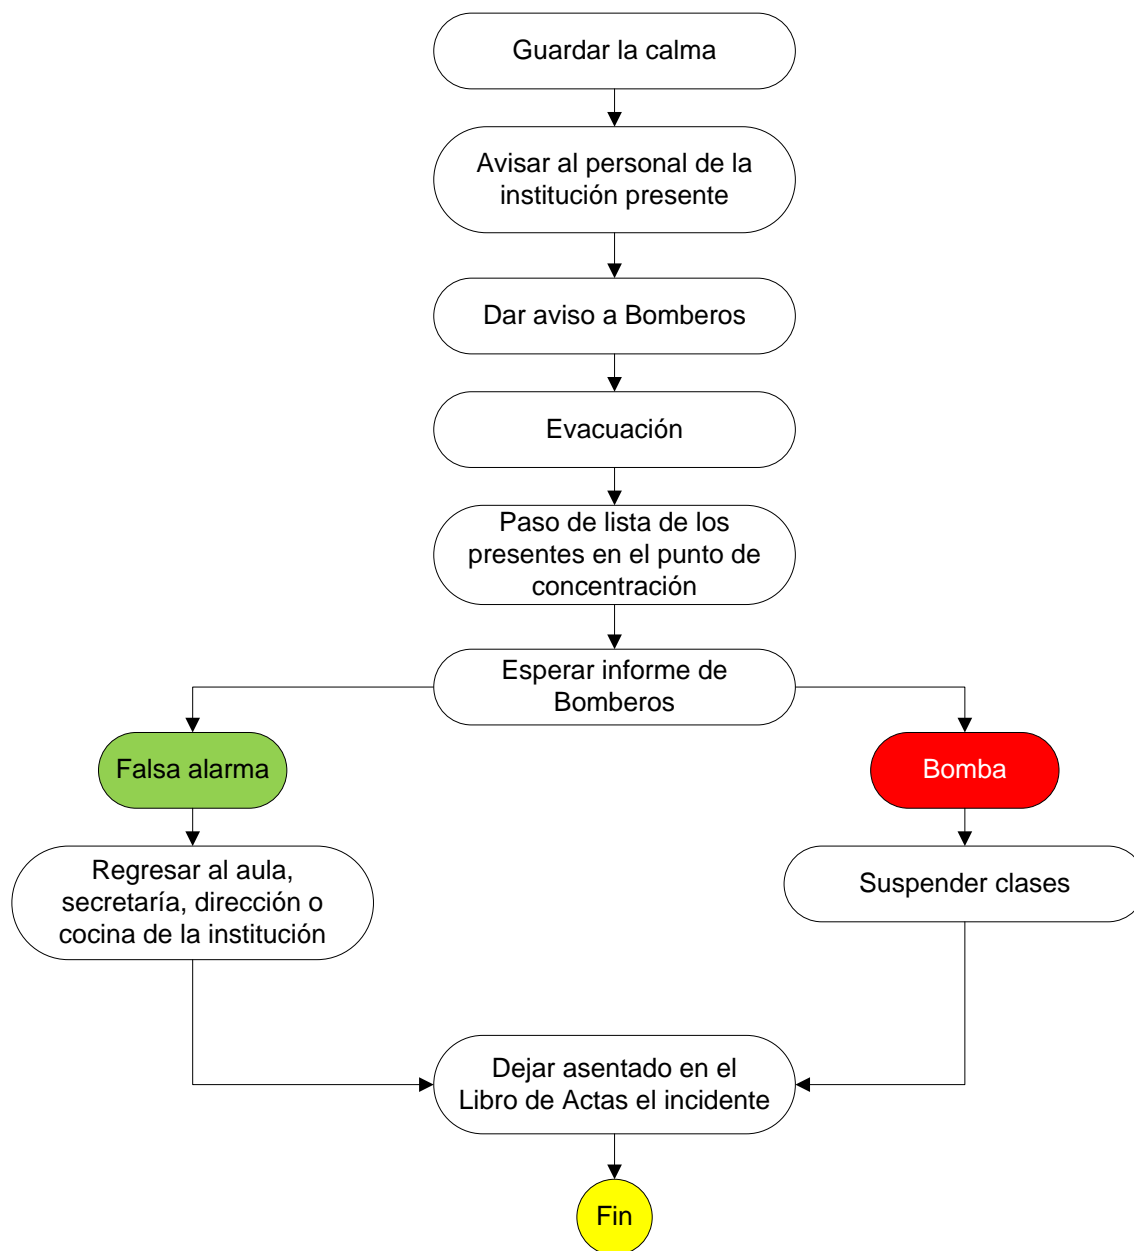 Guardar la calma
Avisar al personal de la
institución presente
Dar aviso a Bomberos
Evacuación
Paso de lista de los
presentes en el punto de
concentración
Esperar informe de
Bomberos
Falsa alarma
Bomba
Regresar al aula,
secretaría, dirección o
cocina de la institución
Suspender clases
Dejar asentado en el
Libro de Actas el incidente
Fin